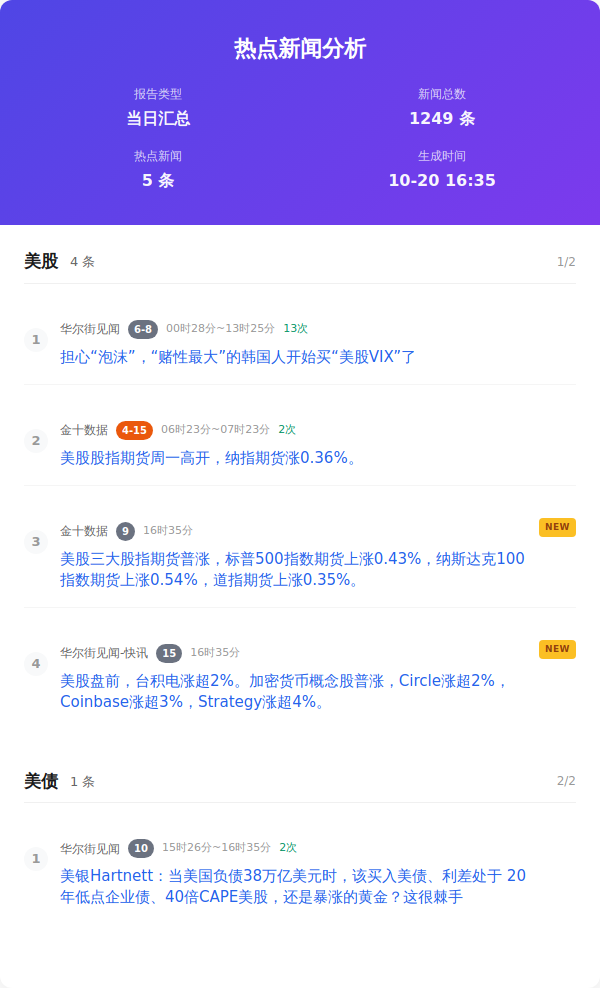 热点新闻分析
报告类型
新闻总数
当日汇总
1249 条
热点新闻
生成时间
5 条
10-20 16:35
美股 4 条 1/2
1
华尔街见闻 6-8 00时28分~13时25分 13次
担心“泡沫”，“赌性最大”的韩国人开始买“美股VIX”了
2
金十数据 4-15 06时23分~07时23分 2次
美股股指期货周一高开，纳指期货涨0.36%。
3
金十数据 9 16时35分 NEW
美股三大股指期货普涨，标普500指数期货上涨0.43%，纳斯达克100
指数期货上涨0.54%，道指期货上涨0.35%。
4
华尔街见闻-快讯 15 16时35分 NEW
美股盘前，台积电涨超2%。加密货币概念股普涨，Circle涨超2%，
Coinbase涨超3%，Strategy涨超4%。
美债 1 条 2/2
1
华尔街见闻 10 15时26分~16时35分 2次
美银Hartnett：当美国负债38万亿美元时，该买入美债、利差处于 20
年低点企业债、40倍CAPE美股，还是暴涨的黄金？这很棘手